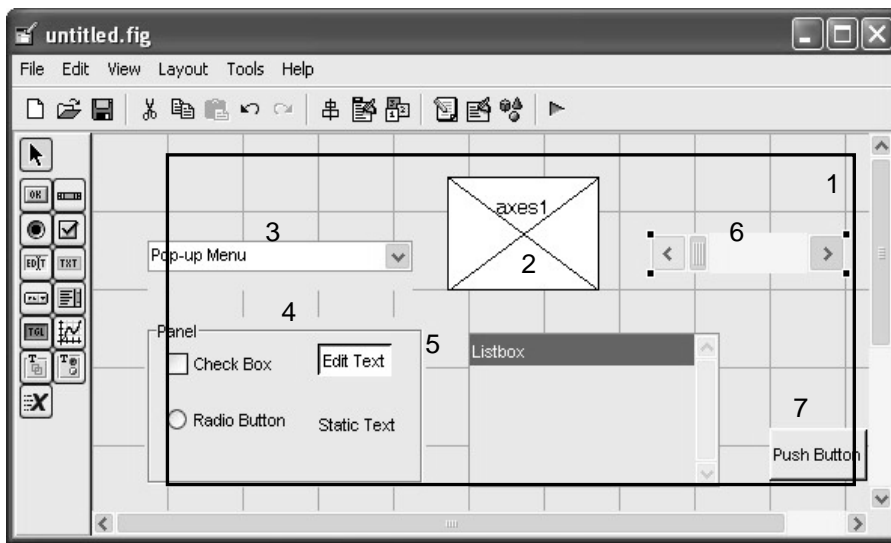 untitled.fig
File Edit View Layout Tools Help
OK
EDIT TXT
TGL
1
axes1
2
3
Pop-up Menu
6
4
Panel
Check Box Edit Text
Radio Button Static Text
5
Listbox
7
Push Button